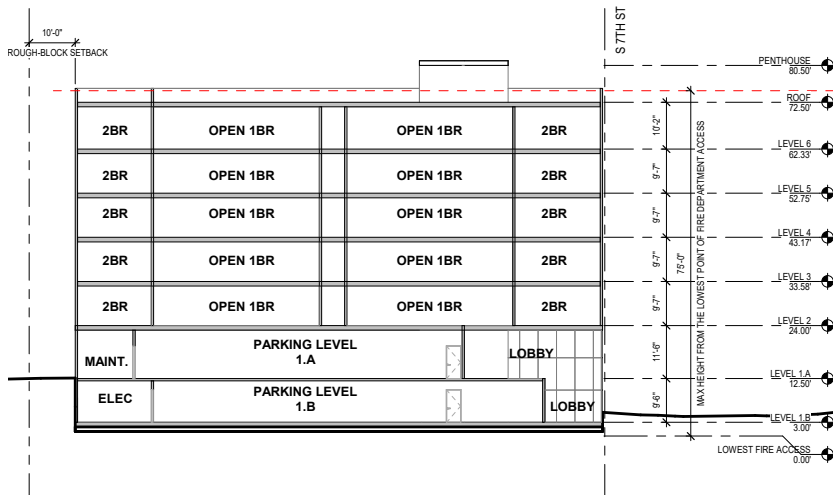 10'-0"
ROUGH-BLOCK SETBACK
S 7TH ST
PENTHOUSE
80.50'
ROOF
72.50'
2BR OPEN 1BR OPEN 1BR 2BR
10'-2"
LEVEL 6
62.33'
2BR OPEN 1BR OPEN 1BR 2BR
9'-7"
LEVEL 5
52.75'
2BR OPEN 1BR OPEN 1BR 2BR
9'-7"
LEVEL 4
43.17'
2BR OPEN 1BR OPEN 1BR 2BR
9'-7"
75'-0"
MAX HEIGHT FROM THE LOWEST POINT OF FIRE DEPARTMENT ACCESS
LEVEL 3
33.58'
2BR OPEN 1BR OPEN 1BR 2BR
9'-7"
LEVEL 2
24.00'
MAINT.
PARKING LEVEL
1.A
LOBBY
11'-6"
LEVEL 1.A
12.50'
ELEC
PARKING LEVEL
1.B
LOBBY
9'-6"
LEVEL 1.B
3.00'
LOWEST FIRE ACCESS
0.00'